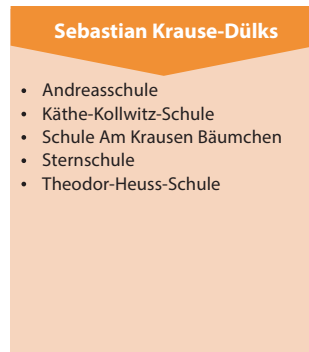 Sebastian Krause-Dülks
• Andreasschule
• Käthe-Kollwitz-Schule
• Schule Am Krausen Bäumchen
• Sternschule
• Theodor-Heuss-Schule